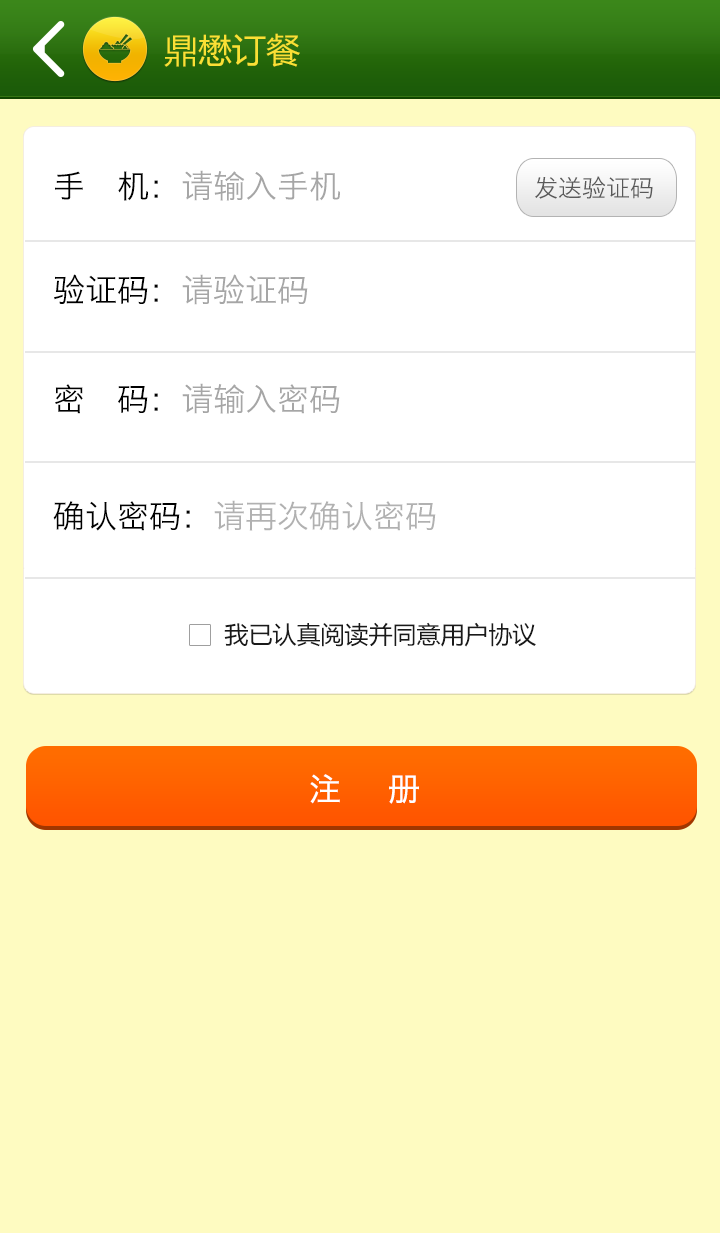 鼎懋订餐
手 机：请输入手机 发送验证码
验证码：请验证码
密 码：请输入密码
确认密码：请再次确认密码
我已认真阅读并同意用户协议
注 册